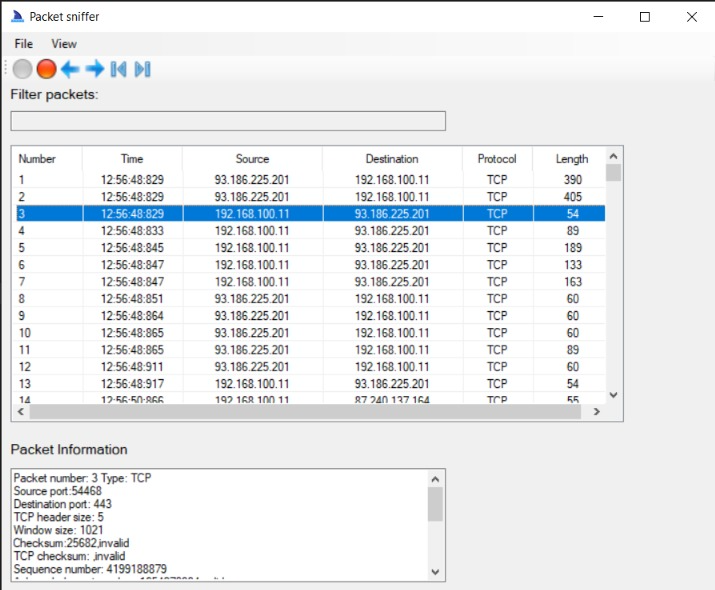 Packet sniffer
File View
Filter packets:
Number Time Source Destination Protocol Length
1 12:56:48:829 93.186.225.201 192.168.100.11 TCP 390
2 12:56:48:829 93.186.225.201 192.168.100.11 TCP 405
3 12:56:48:829 192.168.100.11 93.186.225.201 TCP 54
4 12:56:48:833 192.168.100.11 93.186.225.201 TCP 89
5 12:56:48:845 192.168.100.11 93.186.225.201 TCP 189
6 12:56:48:847 192.168.100.11 93.186.225.201 TCP 133
7 12:56:48:847 192.168.100.11 93.186.225.201 TCP 163
8 12:56:48:851 93.186.225.201 192.168.100.11 TCP 60
9 12:56:48:864 93.186.225.201 192.168.100.11 TCP 60
10 12:56:48:865 93.186.225.201 192.168.100.11 TCP 60
11 12:56:48:865 93.186.225.201 192.168.100.11 TCP 89
12 12:56:48:911 93.186.225.201 192.168.100.11 TCP 60
13 12:56:48:917 192.168.100.11 93.186.225.201 TCP 54
14 12:56:50:866 192.168.100.11 87.240.137.164 TCP 55
Packet Information
Packet number: 3 Type: TCP
Source port:54468
Destination port: 443
TCP header size: 5
Window size: 1021
Checksum:25682,invalid
TCP checksum: ,invalid
Sequence number: 4199188879